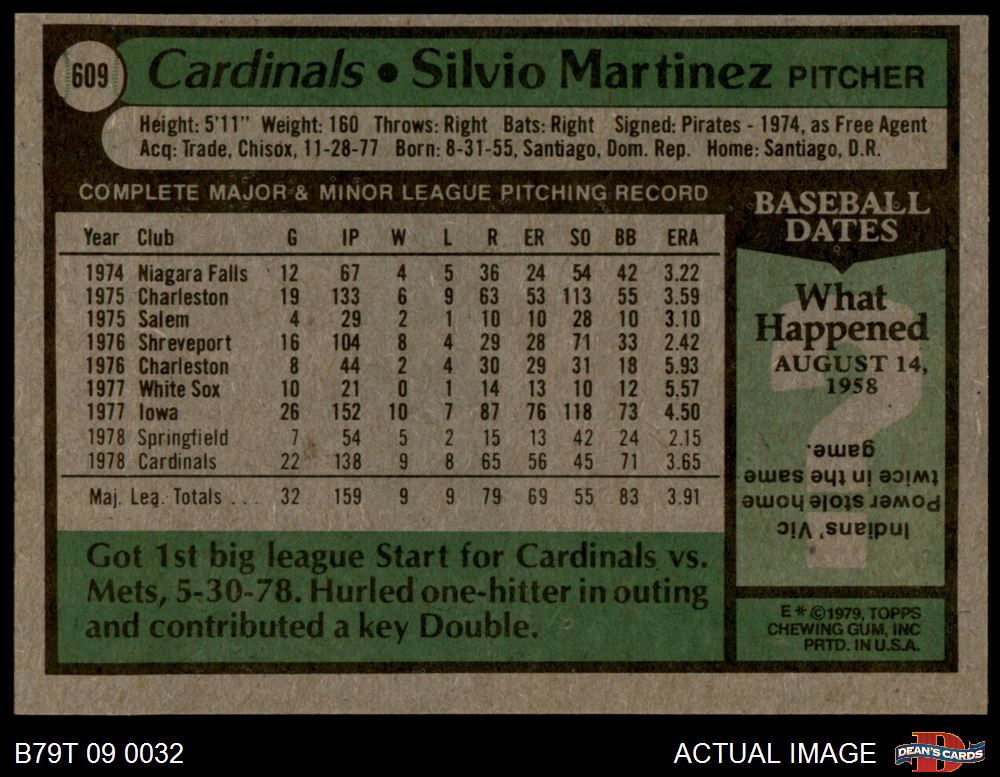 609
Cardinals • Silvio Martinez PITCHER
Height: 5'11" Weight: 160 Throws: Right Bats: Right Signed: Pirates - 1974, as Free Agent
Acq: Trade, Chisox, 11-28-77 Born: 8-31-55, Santiago, Dom. Rep. Home: Santiago, D.R.
COMPLETE MAJOR & MINOR LEAGUE PITCHING RECORD
Year Club G IP W L R ER SO BB ERA
1974 Niagara Falls 12 67 4 5 36 24 54 42 3.22
1975 Charleston 19 133 6 9 63 53 113 55 3.59
1975 Salem 4 29 2 1 10 10 28 10 3.10
1976 Shreveport 16 104 8 4 29 28 71 33 2.42
1976 Charleston 8 44 2 4 30 29 31 18 5.93
1977 White Sox 10 21 0 1 14 13 10 12 5.57
1977 Iowa 26 152 10 7 87 76 118 73 4.50
1978 Springfield 7 54 5 2 15 13 42 24 2.15
1978 Cardinals 22 138 9 8 65 56 45 71 3.65
Maj. Lea. Totals . . . 32 159 9 9 79 69 55 83 3.91
Got 1st big league Start for Cardinals vs.
Mets, 5-30-78. Hurled one-hitter in outing
and contributed a key Double.
BASEBALL
DATES
What
Happened
AUGUST 14,
1958
Indians' Vic
Power stole home
twice in the same
game.
E * ©1979, TOPPS
CHEWING GUM, INC
PRTD. IN U.S.A.
B79T 09 0032
ACTUAL IMAGE
D
DEAN'S CARDS